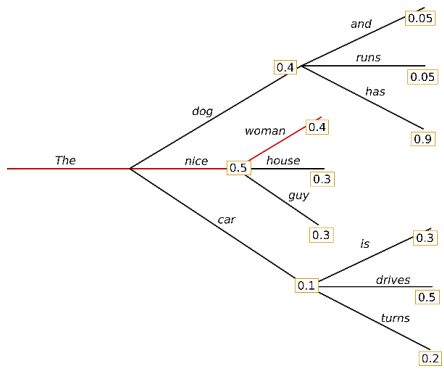 The
dog
0.4
and
0.05
runs
0.05
has
0.9
nice
0.5
woman
0.4
house
0.3
guy
0.3
car
0.1
is
0.3
drives
0.5
turns
0.2